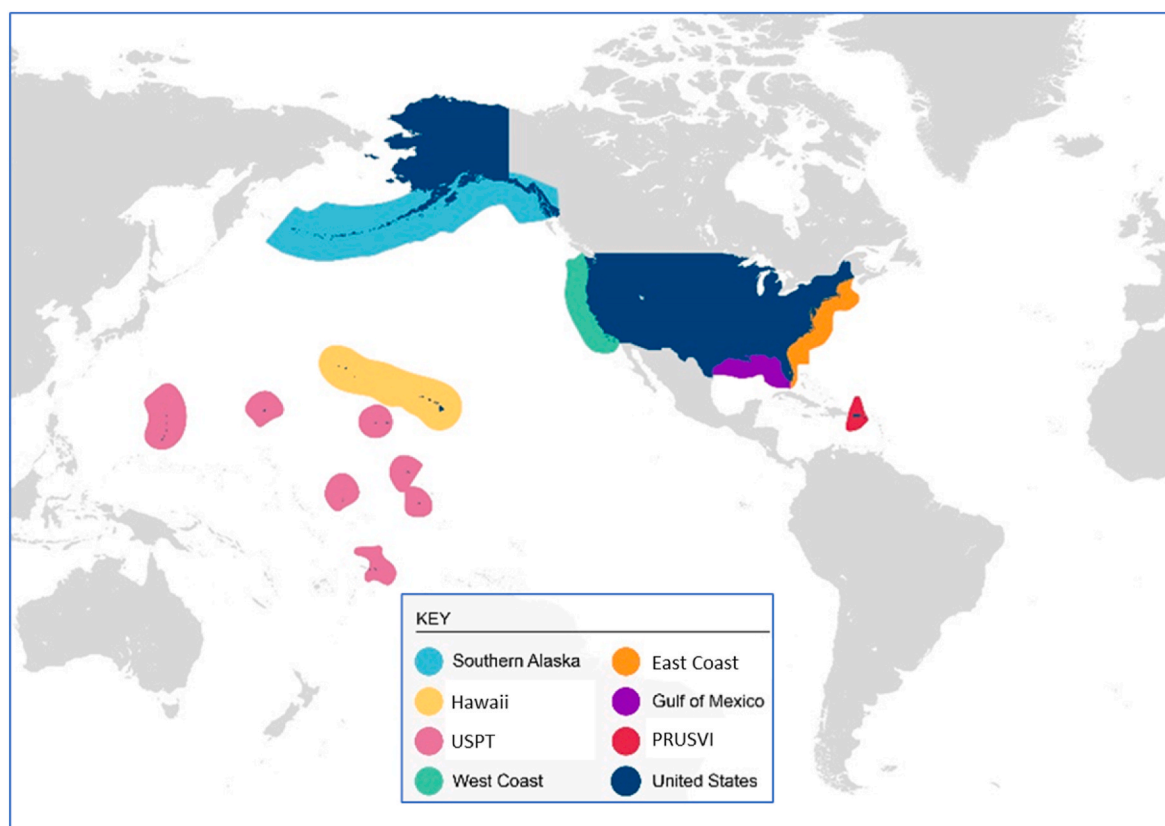 KEY
Southern Alaska
East Coast
Hawaii
Gulf of Mexico
USPT
PRUSVI
West Coast
United States